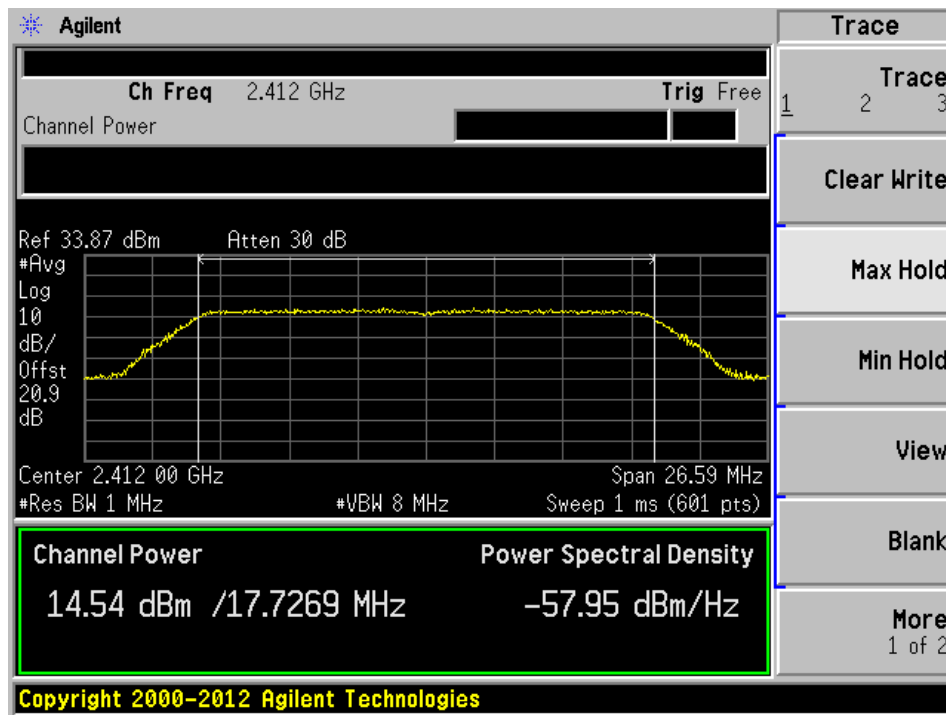 Agilent
Trace
Ch Freq 2.412 GHz
Trig Free
Channel Power
Trace
1 2 3
Clear Write
Max Hold
Min Hold
View
Blank
More
1 of 2
Ref 33.87 dBm
Atten 30 dB
#Avg
Log
10
dB/
Offst
20.9
dB
Center 2.412 00 GHz
Span 26.59 MHz
#Res BW 1 MHz
#VBW 8 MHz
Sweep 1 ms (601 pts)
Channel Power
Power Spectral Density
14.54 dBm /17.7269 MHz
-57.95 dBm/Hz
Copyright 2000-2012 Agilent Technologies